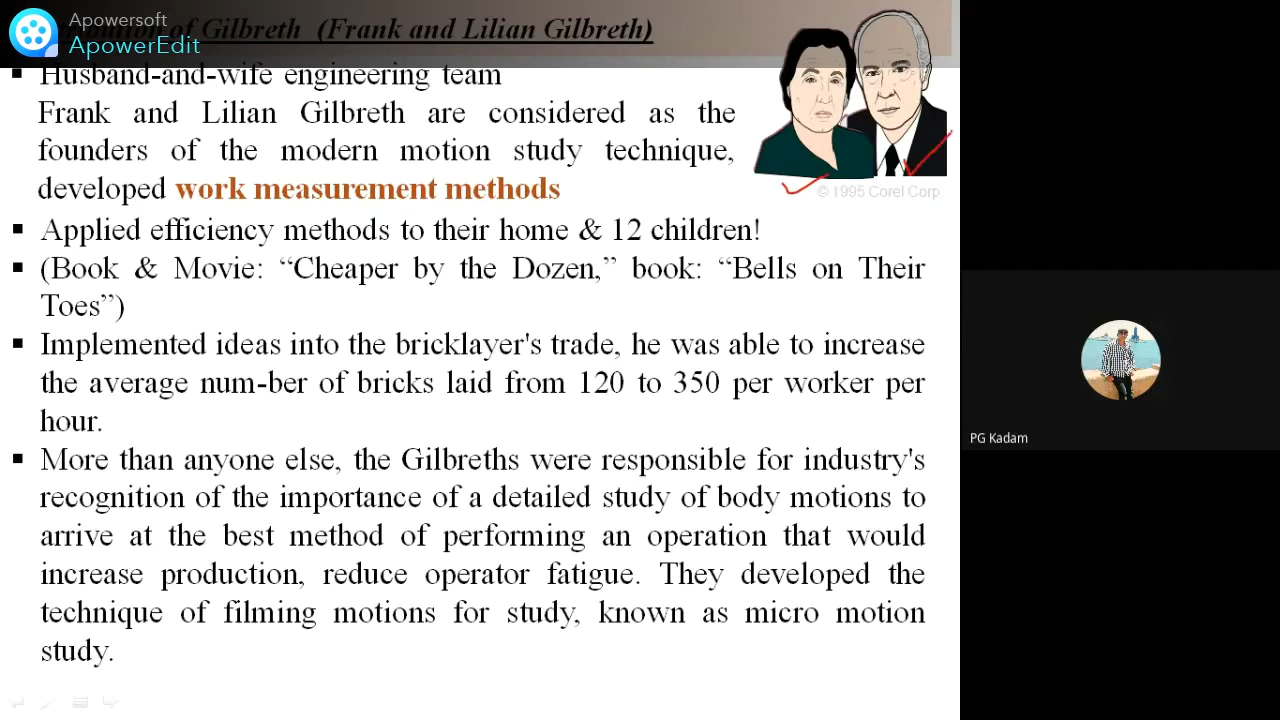 Apowersoft
ApowerEdit
of Gilbreth (Frank and Lilian Gilbreth)
Husband-and-wife engineering team
Frank and Lilian Gilbreth are considered as the
founders of the modern motion study technique,
developed work measurement methods
© 1995 Corel Corp.
▪ Applied efficiency methods to their home & 12 children!
▪ (Book & Movie: “Cheaper by the Dozen,” book: “Bells on Their
Toes”)
▪ Implemented ideas into the bricklayer's trade, he was able to increase
the average num-ber of bricks laid from 120 to 350 per worker per
hour.
▪ More than anyone else, the Gilbreths were responsible for industry's
recognition of the importance of a detailed study of body motions to
arrive at the best method of performing an operation that would
increase production, reduce operator fatigue. They developed the
technique of filming motions for study, known as micro motion
study.
PG Kadam